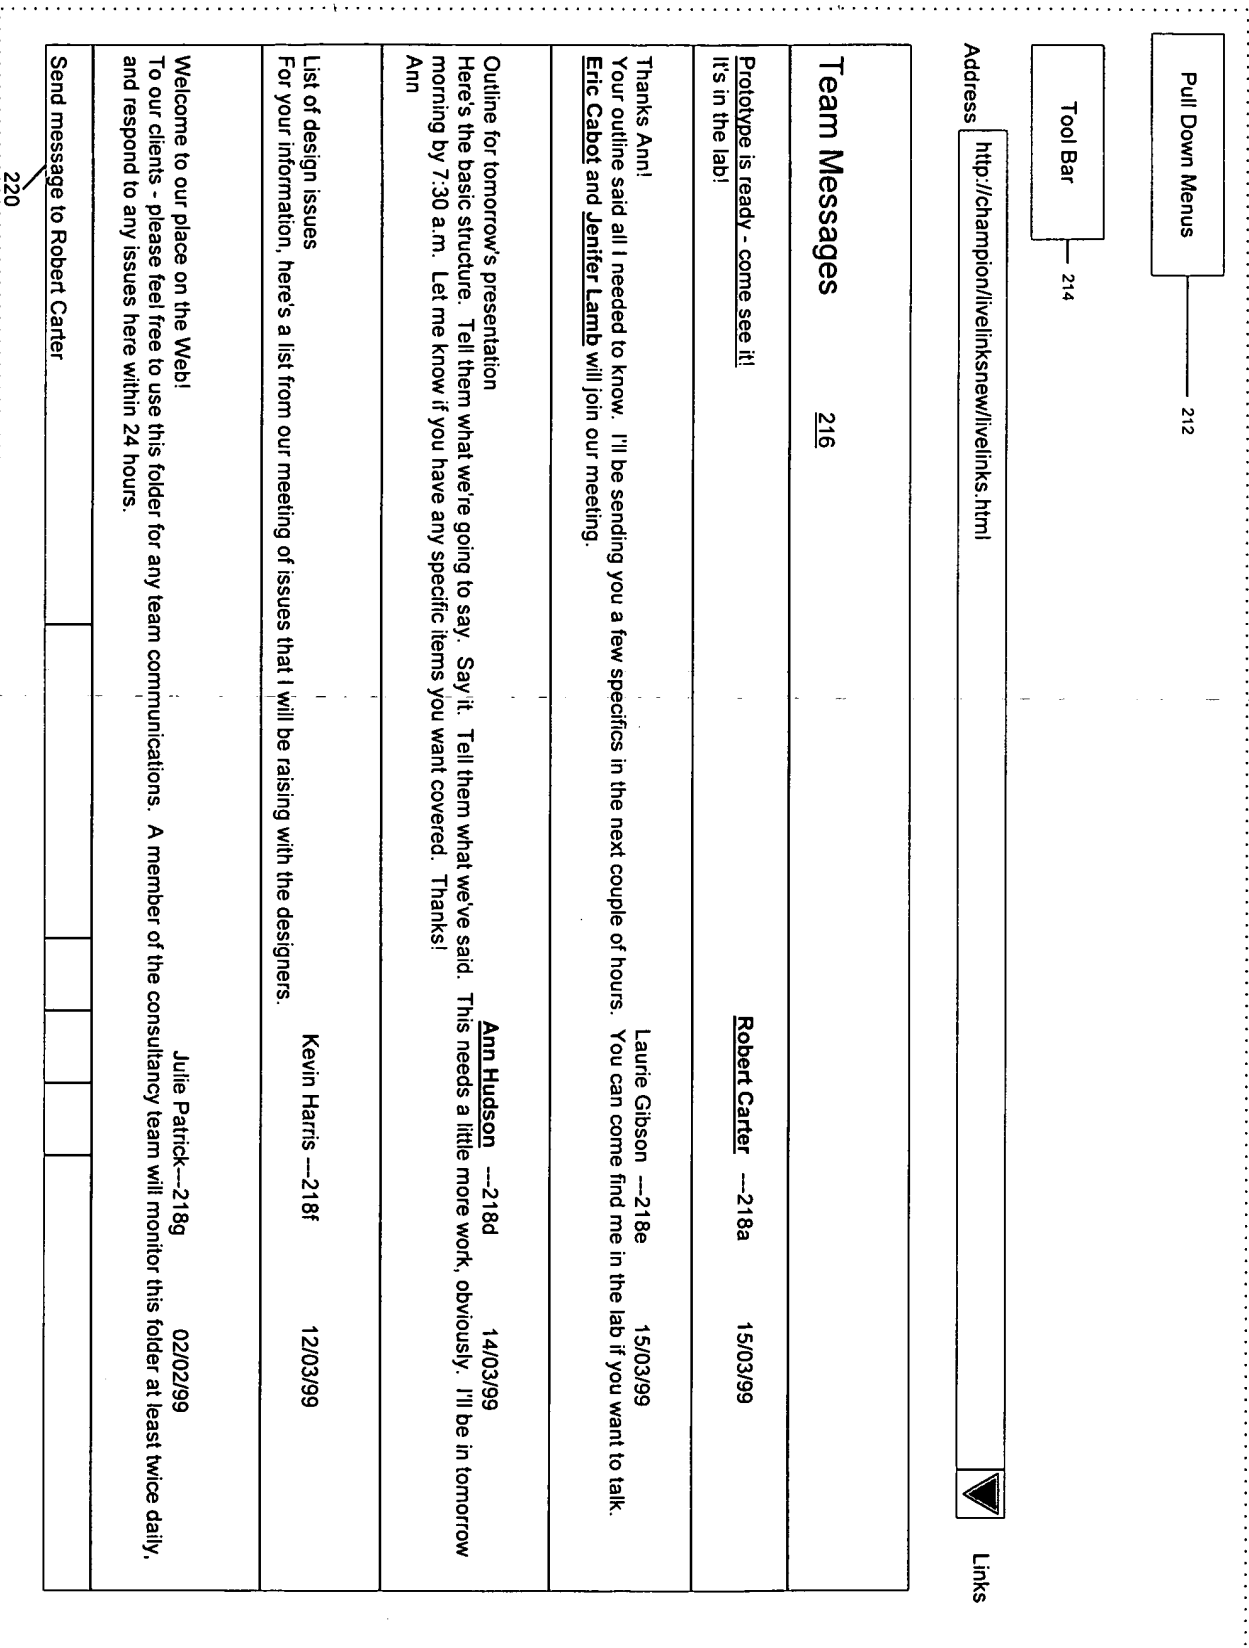 Pull Down Menus
212
Tool Bar
214
Address http://champion/livelinksnew/livelinks.html Links
Team Messages 216
Prototype is ready - come see it! Robert Carter ---218a 15/03/99
It's in the lab!
Thanks Ann! Laurie Gibson ---218e 15/03/99
Your outline said all I needed to know. I'll be sending you a few specifics in the next couple of hours. You can come find me in the lab if you want to talk.
Eric Cabot and Jenifer Lamb will join our meeting.
Outline for tomorrow's presentation Ann Hudson ---218d 14/03/99
Here's the basic structure. Tell them what we're going to say. Say it. Tell them what we've said. This needs a little more work, obviously. I'll be in tomorrow
morning by 7:30 a.m. Let me know if you have any specific items you want covered. Thanks!
Ann
List of design issues Kevin Harris ---218f 12/03/99
For your information, here's a list from our meeting of issues that I will be raising with the designers.
Welcome to our place on the Web! Julie Patrick---218g 02/02/99
To our clients - please feel free to use this folder for any team communications. A member of the consultancy team will monitor this folder at least twice daily,
and respond to any issues here within 24 hours.
Send message to Robert Carter
220